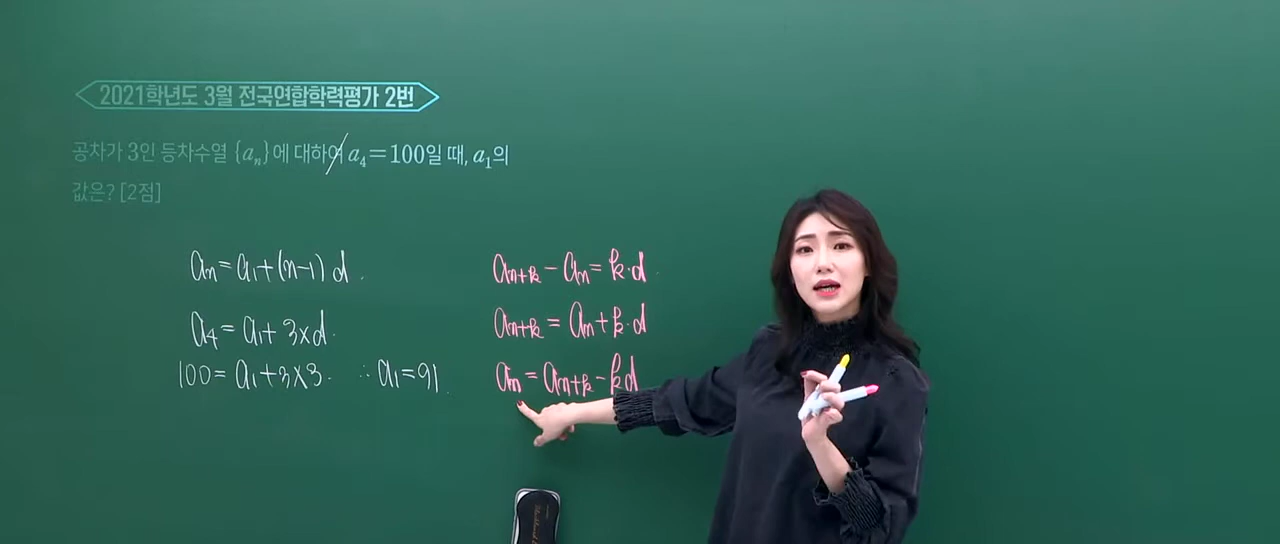 2021학년도 3월 전국연합학력평가 2번
공차가 3인 등차수열 {aₙ}에 대하여 a₄=100일 때, a₁의
값은? [2점]
aₙ=a₁+(n-1)d.
a₄=a₁+3×d.
100=a₁+3×3. ∴a₁=91.
aₙ₊ₖ-aₙ=k·d
aₙ₊ₖ=aₙ+k·d
aₙ=aₙ₊ₖ-kd